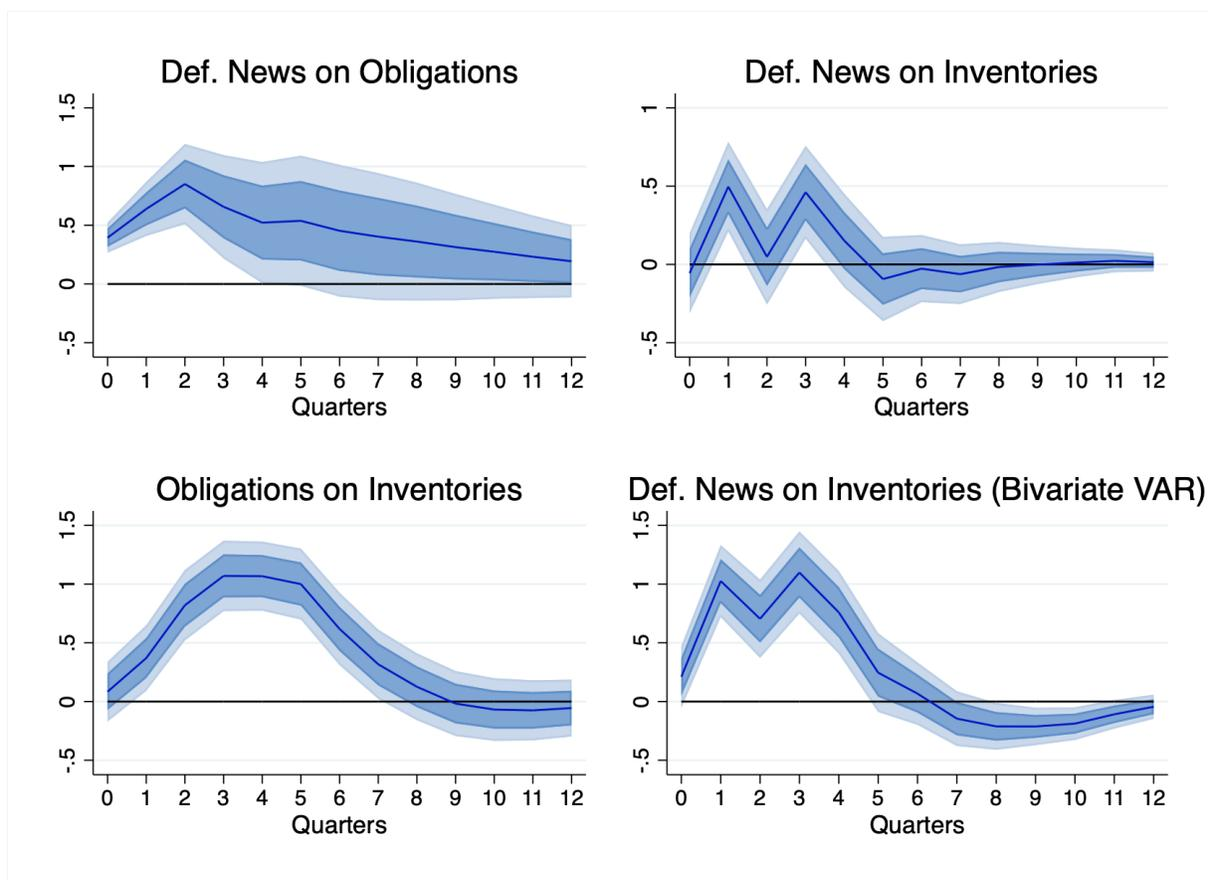 Def. News on Obligations
1.5
1
.5
0
-.5
0 1 2 3 4 5 6 7 8 9 10 11 12
Quarters
Def. News on Inventories
1
.5
0
-.5
0 1 2 3 4 5 6 7 8 9 10 11 12
Quarters
Obligations on Inventories
1.5
1
.5
0
-.5
0 1 2 3 4 5 6 7 8 9 10 11 12
Quarters
Def. News on Inventories (Bivariate VAR)
1.5
1
.5
0
-.5
0 1 2 3 4 5 6 7 8 9 10 11 12
Quarters